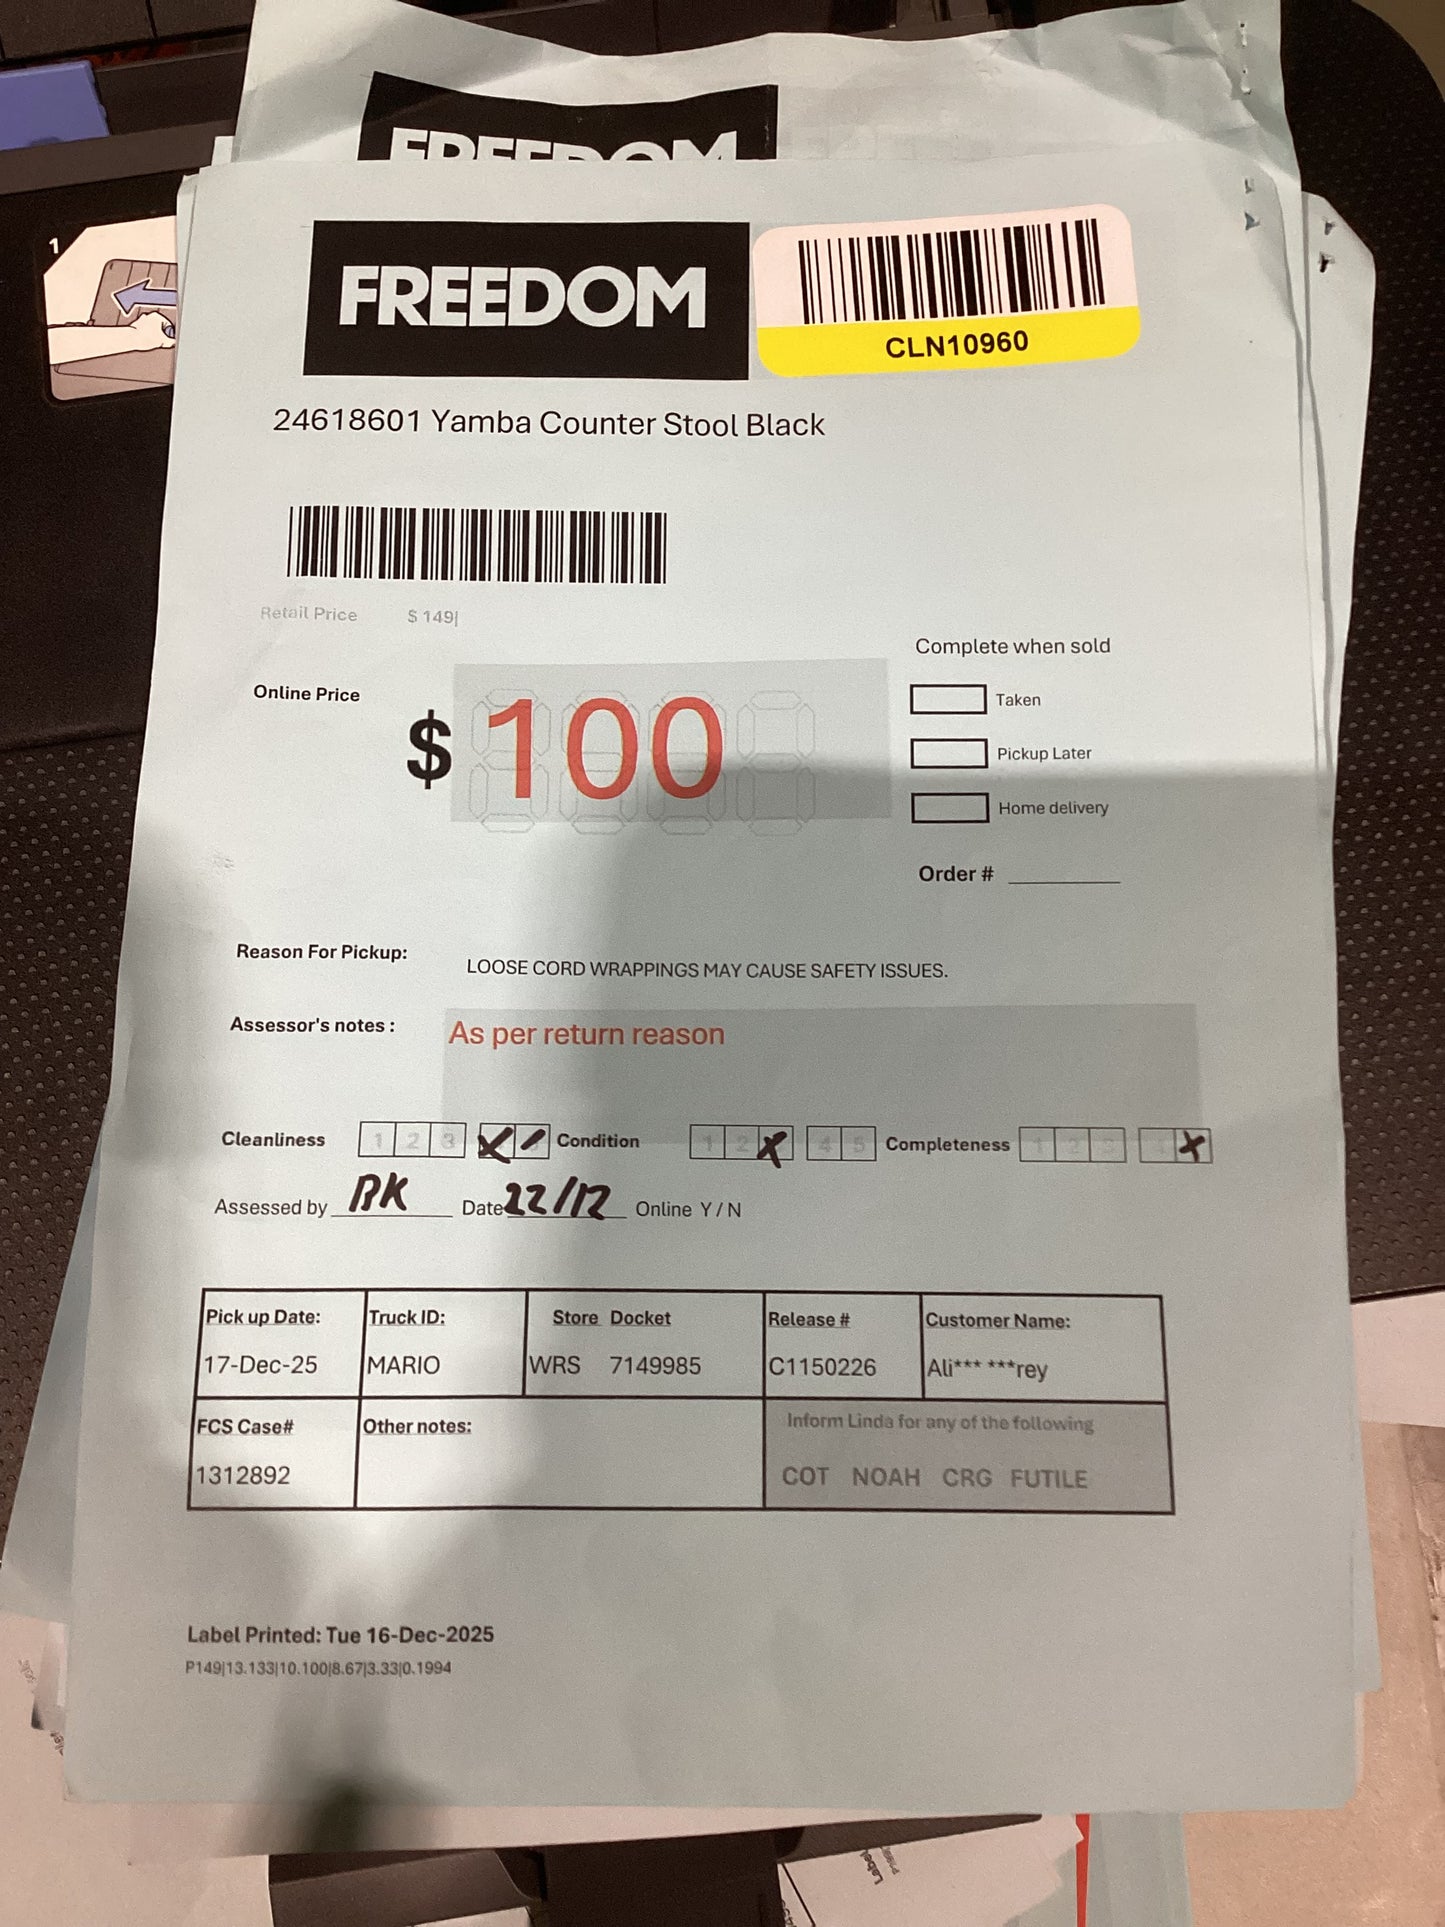 FREEDOM
1
FREEDOM
CLN10960
24618601 Yamba Counter Stool Black
Retail Price $ 149|
Complete when sold
Online Price
$ 100
Taken
Pickup Later
Home delivery
Order #
Reason For Pickup: LOOSE CORD WRAPPINGS MAY CAUSE SAFETY ISSUES.
Assessor's notes : As per return reason
Cleanliness 1 2 3 Condition 1 2 4 5 Completeness 1 2 3
Assessed by BK Date 22/12 Online Y / N
Pick up Date: Truck ID: Store Docket Release # Customer Name:
17-Dec-25 MARIO WRS 7149985 C1150226 Ali*** ***rey
FCS Case# Other notes: Inform Linda for any of the following
1312892 COT NOAH CRG FUTILE
Label Printed: Tue 16-Dec-2025
P149|13.133|10.100|8.67|3.33|0.1994
Label